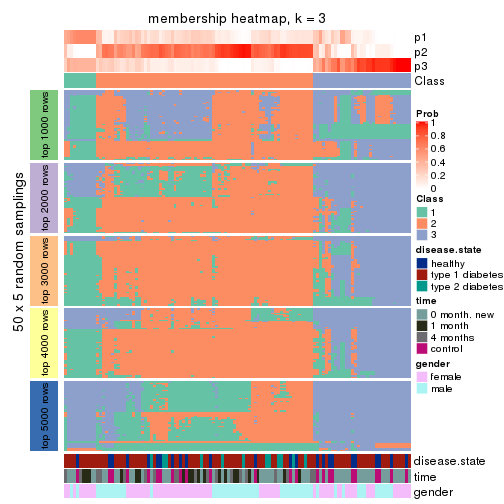 membership heatmap, k = 3
p1
p2
p3
Class
50 x 5 random samplings
top 1000 rows
top 2000 rows
top 3000 rows
top 4000 rows
top 5000 rows
Prob
1
0.8
0.6
0.4
0.2
0
Class
1
2
3
disease.state
healthy
type 1 diabetes
type 2 diabetes
time
0 month, new
1 month
4 months
control
gender
female
male
disease.state
time
gender